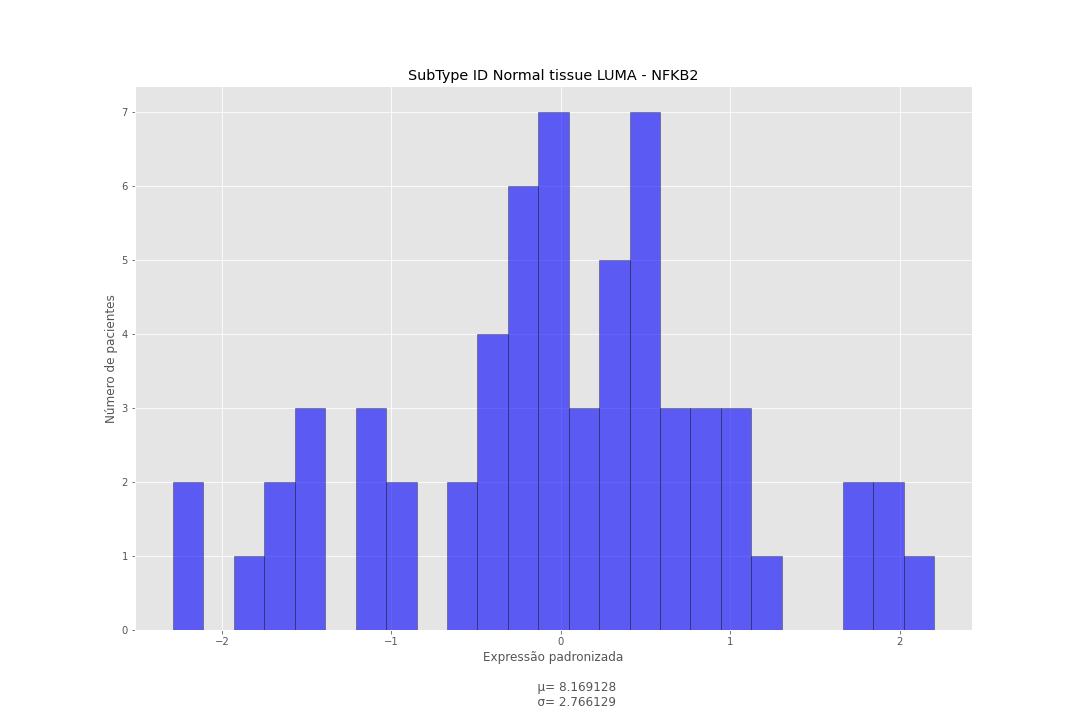 SubType ID Normal tissue LUMA - NFKB2
7
6
5
4
3
2
1
0
Número de pacientes
−2 −1 0 1 2
Expressão padronizada
μ= 8.169128
σ= 2.766129